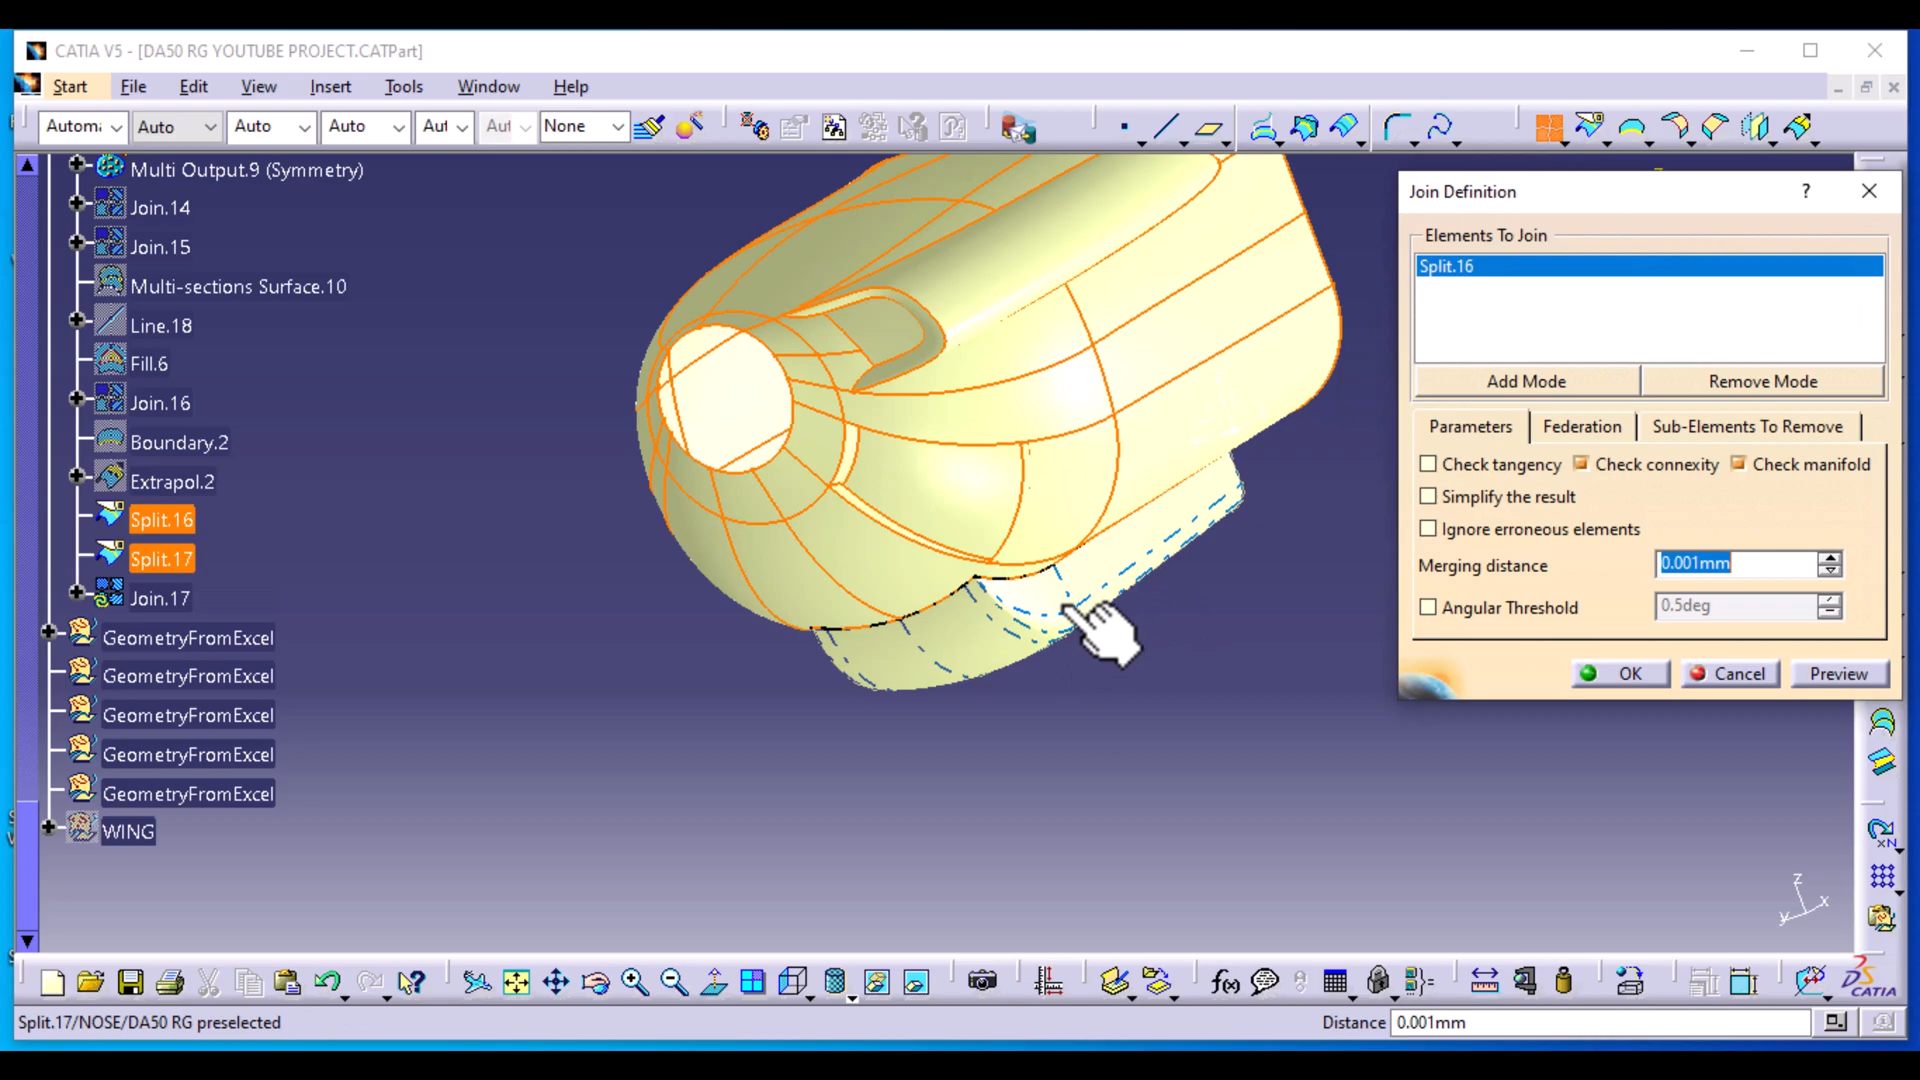 CATIA V5 - [DA50 RG YOUTUBE PROJECT.CATPart]
Start File Edit View Insert Tools Window Help
Automa Auto Auto Auto Aut Aut None
Multi Output.9 (Symmetry)
Join.14
Join.15
Multi-sections Surface.10
Line.18
Fill.6
Join.16
Boundary.2
Extrapol.2
Split.16
Split.17
Join.17
GeometryFromExcel
GeometryFromExcel
GeometryFromExcel
GeometryFromExcel
GeometryFromExcel
WING
Join Definition ?
Elements To Join
Split.16
Add Mode Remove Mode
Parameters Federation Sub-Elements To Remove
Check tangency Check connexity Check manifold
Simplify the result
Ignore erroneous elements
Merging distance 0.001mm
Angular Threshold 0.5deg
OK Cancel Preview
z
y x
f(x)
CATIA
Split.17/NOSE/DA50 RG preselected
Distance 0.001mm